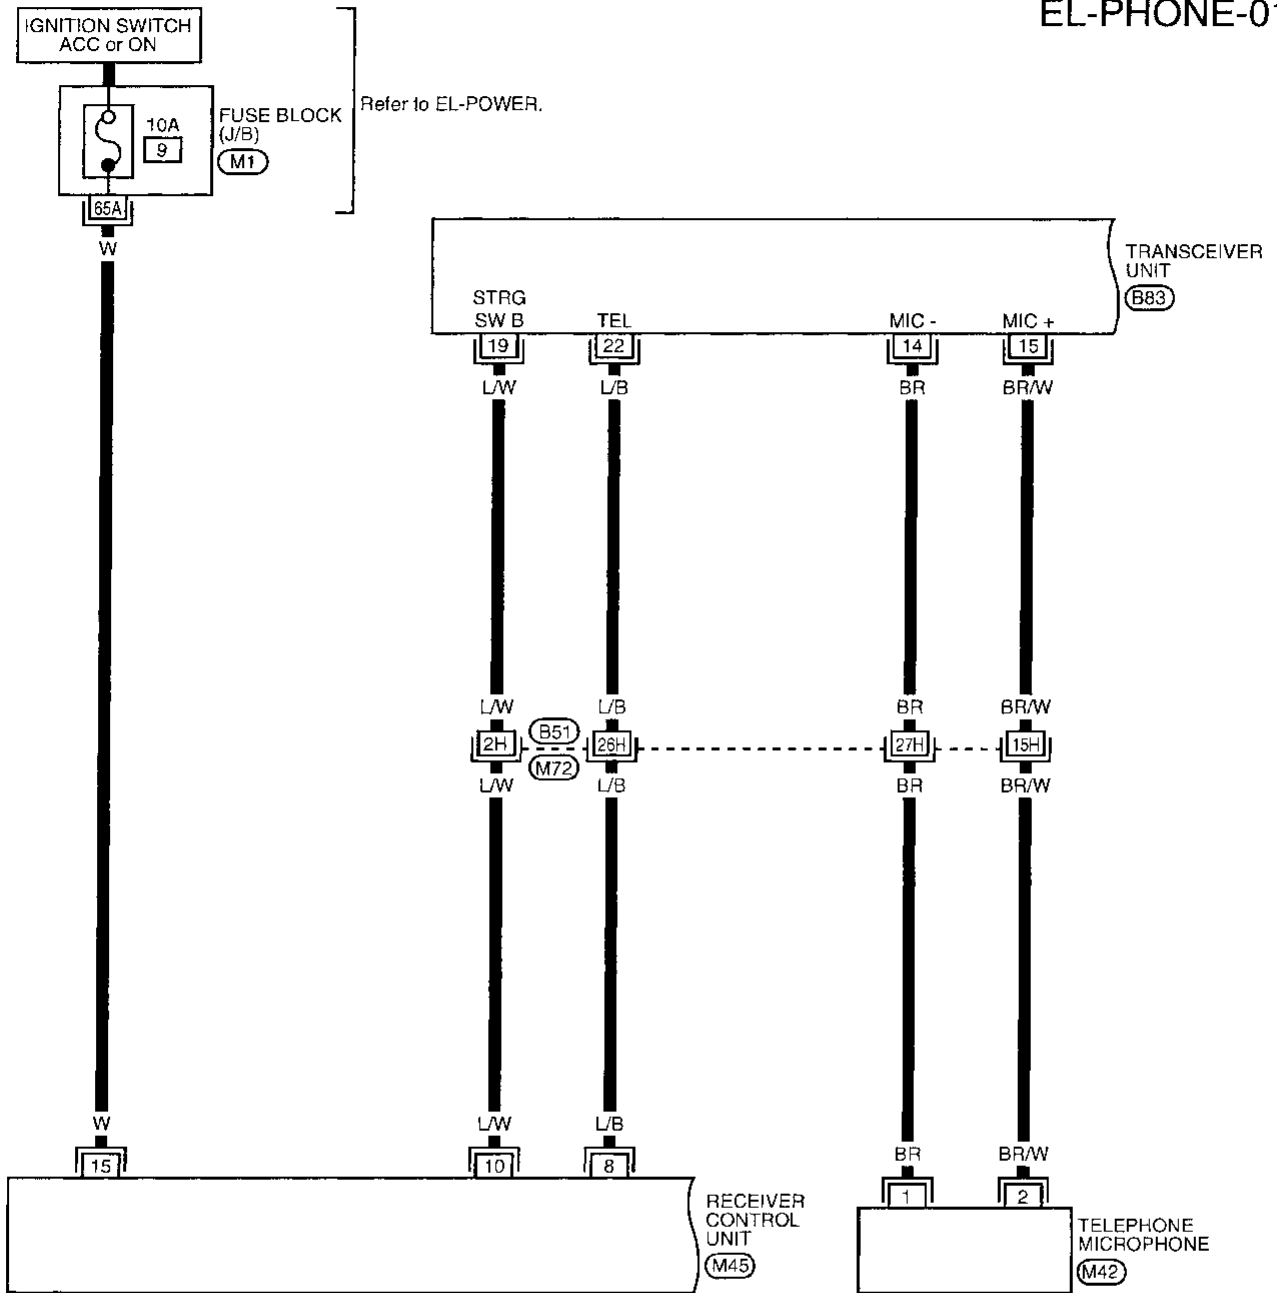 EL-PHONE-01
IGNITION SWITCH
ACC or ON
Refer to EL-POWER.
FUSE BLOCK
(J/B)
M1
10A
9
65A
W
TRANSCEIVER
UNIT
B83
STRG
SW B
TEL
MIC -
MIC +
19
22
14
15
L/W
L/B
BR
BR/W
L/W
L/B
BR
BR/W
2H
B51
M72
26H
27H
15H
L/W
L/B
BR
BR/W
W
L/W
L/B
BR
BR/W
15
10
8
1
2
RECEIVER
CONTROL
UNIT
M45
TELEPHONE
MICROPHONE
M42